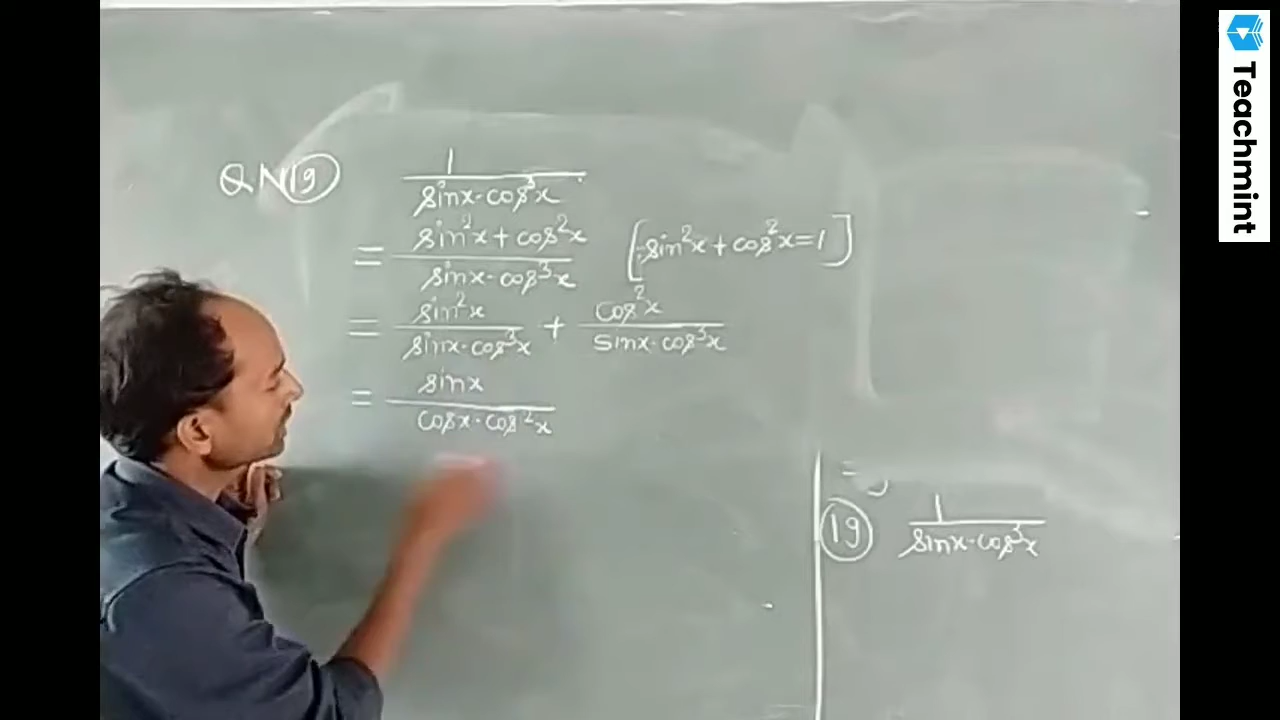 Q.N 19 1/(sinx·cos³x)
= (sin²x + cos²x)/(sinx·cos³x) [∵sin²x + cos²x = 1]
= sin²x/(sinx·cos³x) + cos²x/(sinx·cos³x)
= sinx/(cosx·cos²x)
19 1/(sinx·cos³x)
Teachmint